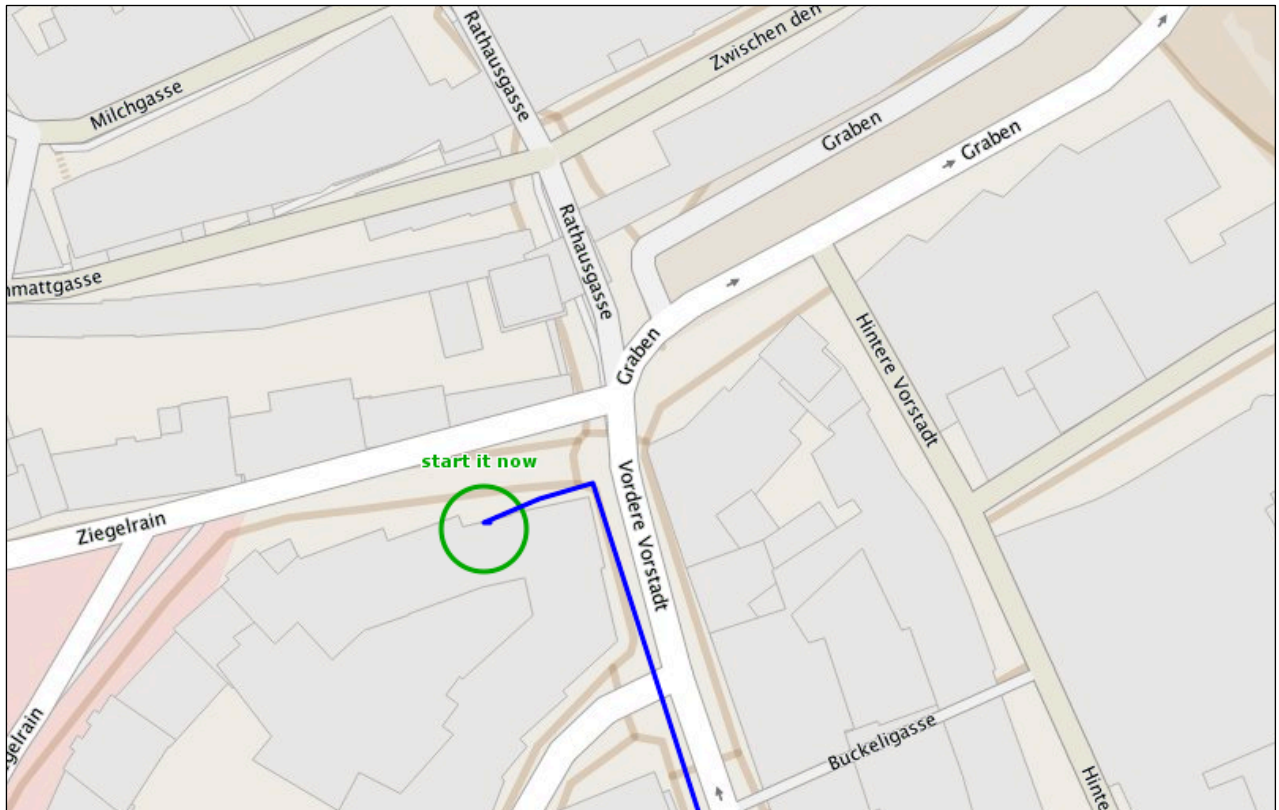 Rathausgasse
Zwischen den
Milchgasse
Graben
Graben
Rathausgasse
mattgasse
Graben
Hintere Vorstadt
start it now
Vordere Vorstadt
Ziegelrain
gelrain
Buckeligasse
Hinte